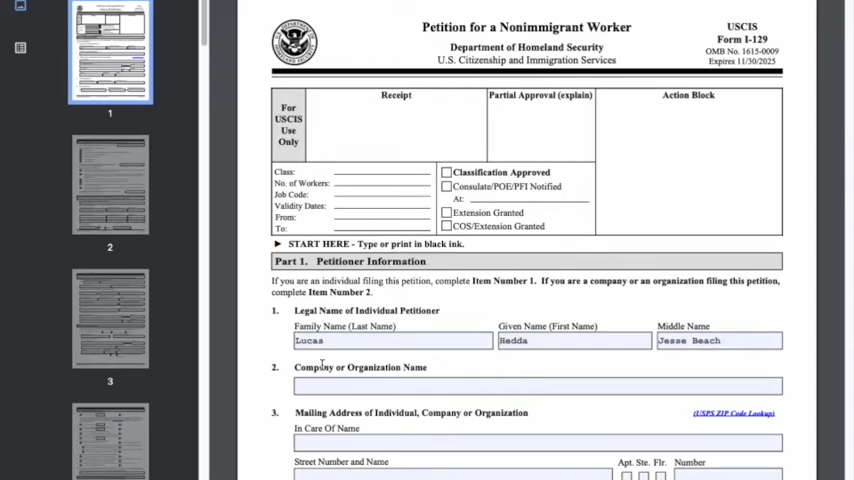 Petition for a Nonimmigrant Worker
Department of Homeland Security
U.S. Citizenship and Immigration Services
USCIS
Form I-129
OMB No. 1615-0009
Expires 11/30/2025
For
USCIS
Use
Only
Receipt
Partial Approval (explain)
Action Block
Class:
No. of Workers:
Job Code:
Validity Dates:
From:
To:
Classification Approved
Consulate/POE/PFI Notified
At:
Extension Granted
COS/Extension Granted
► START HERE - Type or print in black ink.
Part 1. Petitioner Information
If you are an individual filing this petition, complete Item Number 1. If you are a company or an organization filing this petition,
complete Item Number 2.
1. Legal Name of Individual Petitioner
Family Name (Last Name) Given Name (First Name) Middle Name
Lucas Hedda Jesse Beach
2. Company or Organization Name
3. Mailing Address of Individual, Company or Organization (USPS ZIP Code Lookup)
In Care Of Name
Street Number and Name Apt. Ste. Flr. Number
1
2
3